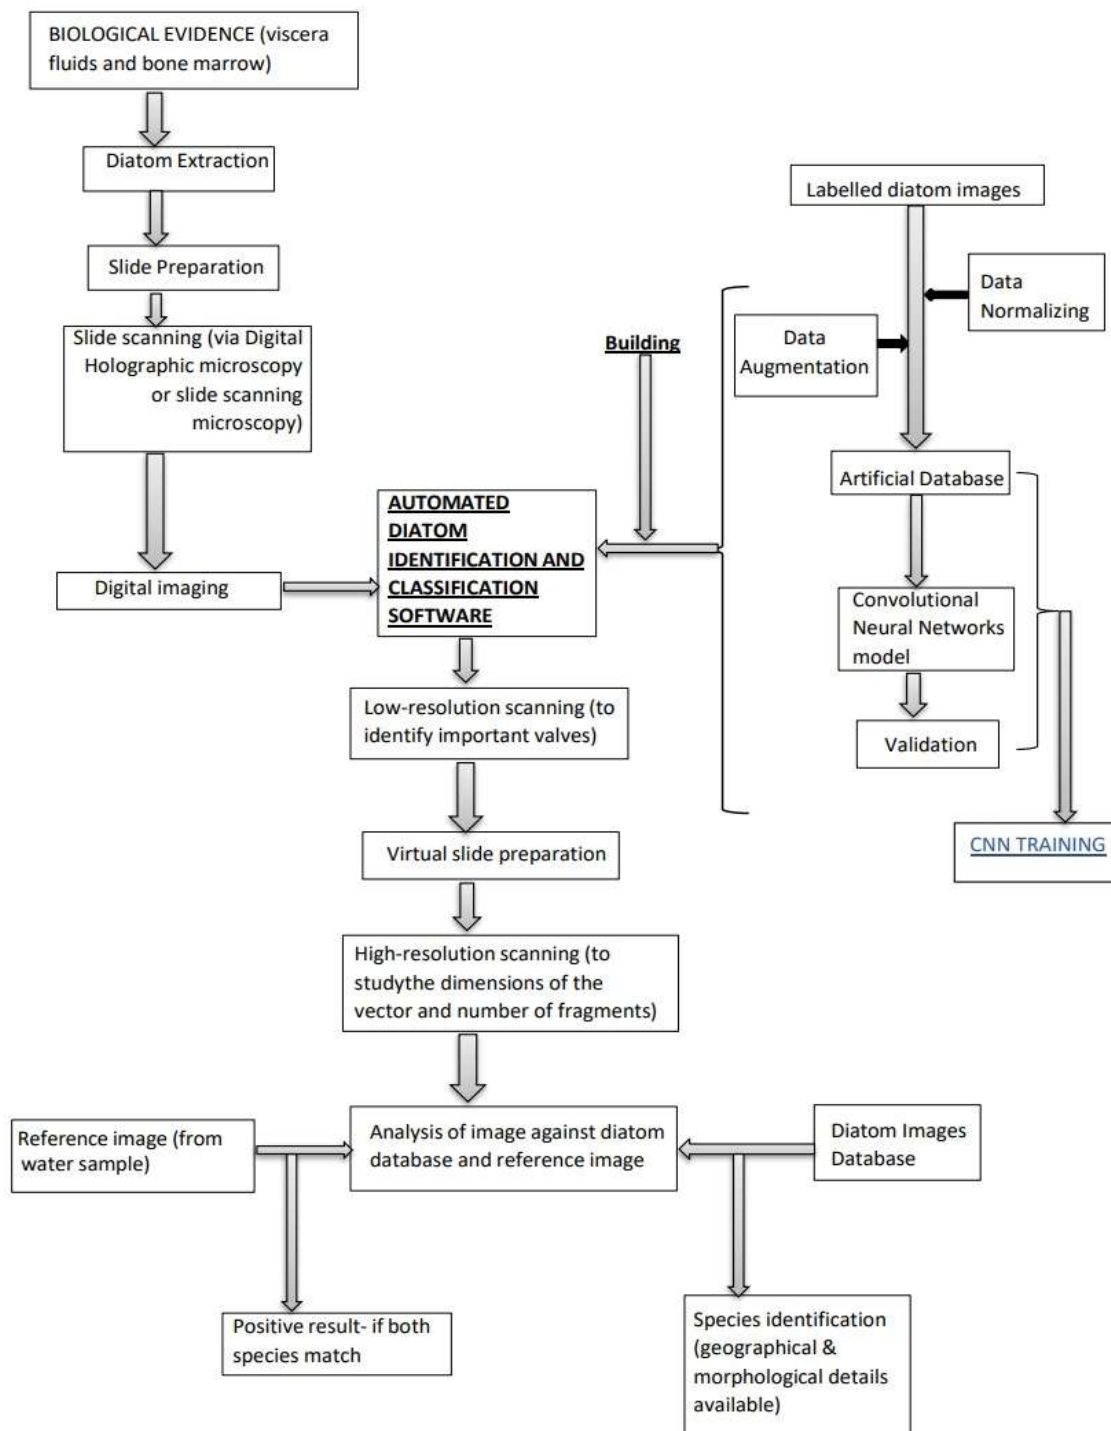 BIOLOGICAL EVIDENCE (viscera
fluids and bone marrow)
Diatom Extraction
Slide Preparation
Slide scanning (via Digital
Holographic microscopy
or slide scanning
microscopy)
Digital imaging
Building
AUTOMATED
DIATOM
IDENTIFICATION AND
CLASSIFICATION
SOFTWARE
Labelled diatom images
Data
Normalizing
Data
Augmentation
Artificial Database
Convolutional
Neural Networks
model
Validation
CNN TRAINING
Low-resolution scanning (to
identify important valves)
Virtual slide preparation
High-resolution scanning (to
studythe dimensions of the
vector and number of fragments)
Reference image (from
water sample)
Analysis of image against diatom
database and reference image
Diatom Images
Database
Positive result- if both
species match
Species identification
(geographical &
morphological details
available)